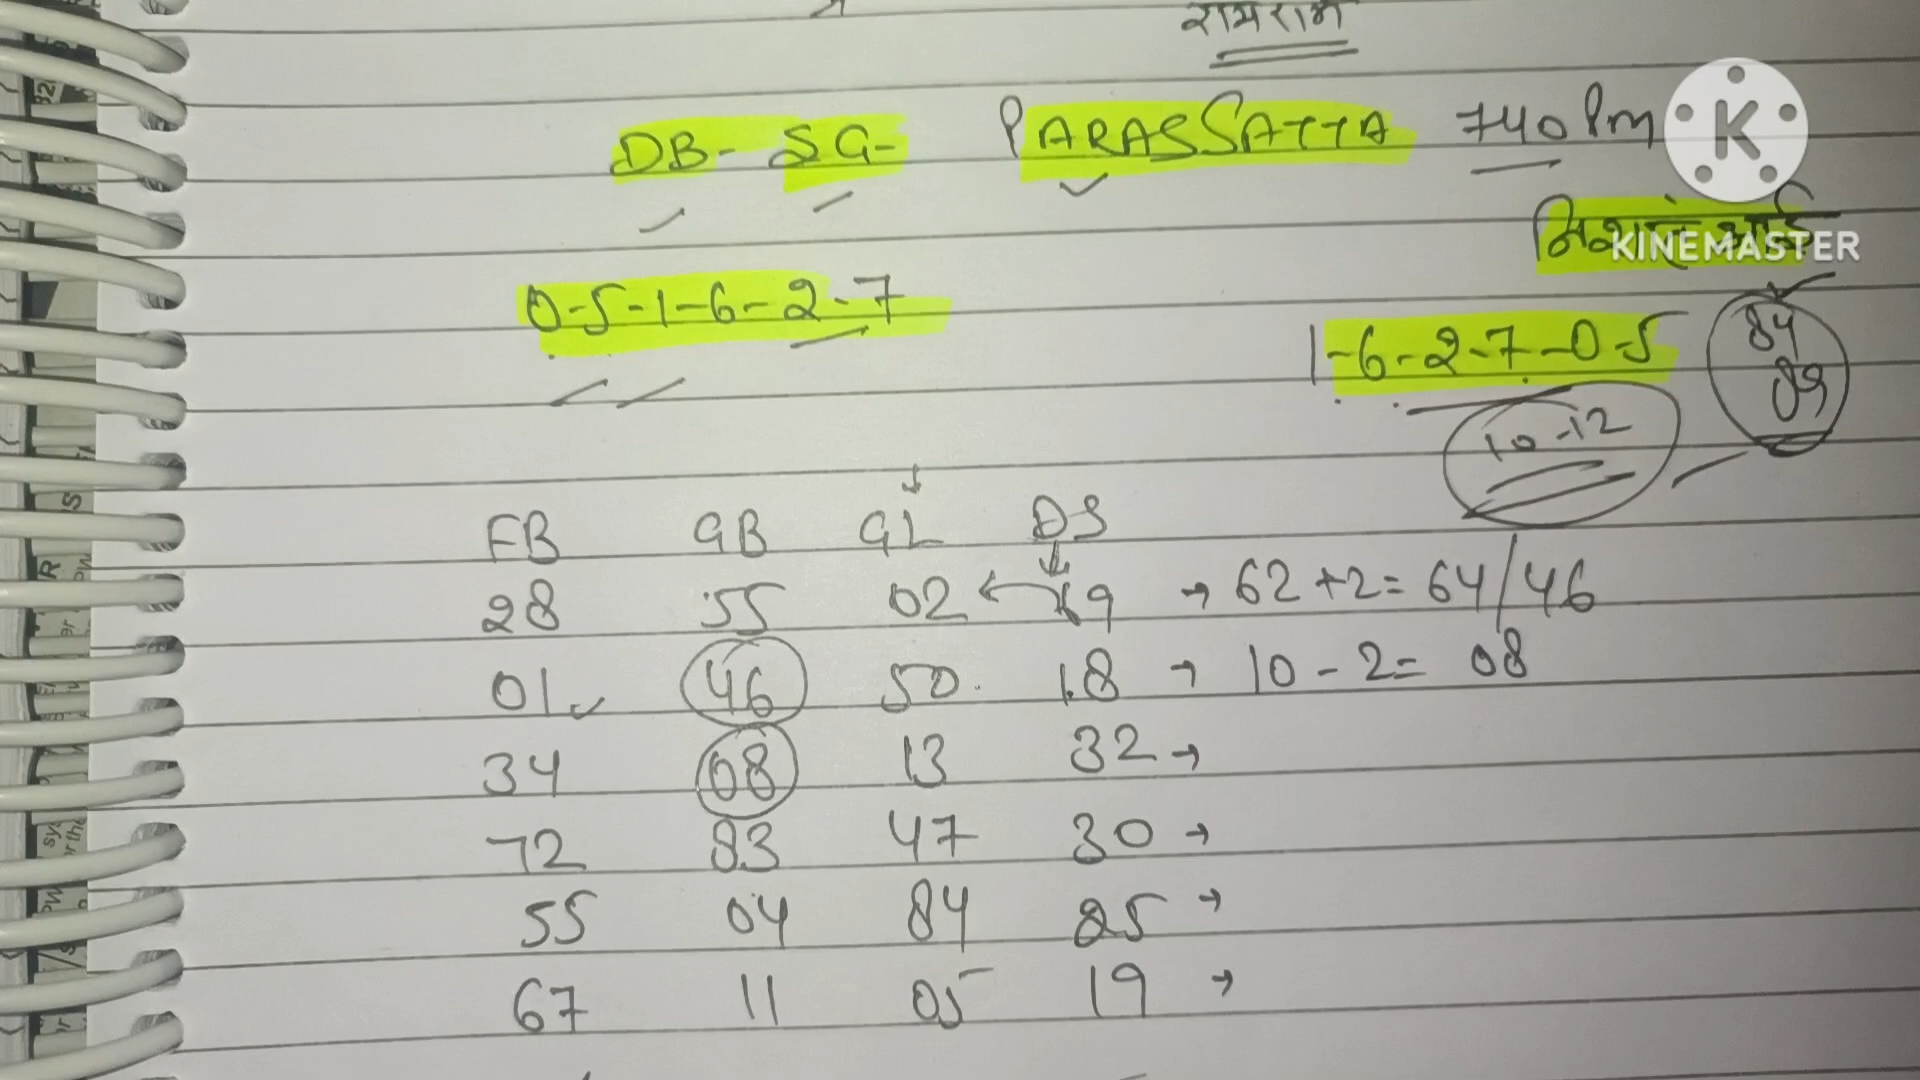 रामराम
DB- SG- PARASSATTA 740 Pm
K
KINEMASTER
0-5-1-6-2-7
1-6-2-7-0-5
84
89
10-12
FB GB GL DS
28 55 02 ← 19 → 62+2= 64/46
01 46 50 18 → 10-2= 08
34 08 13 32 →
72 83 47 30 →
55 04 84 25 →
67 11 05 19 →